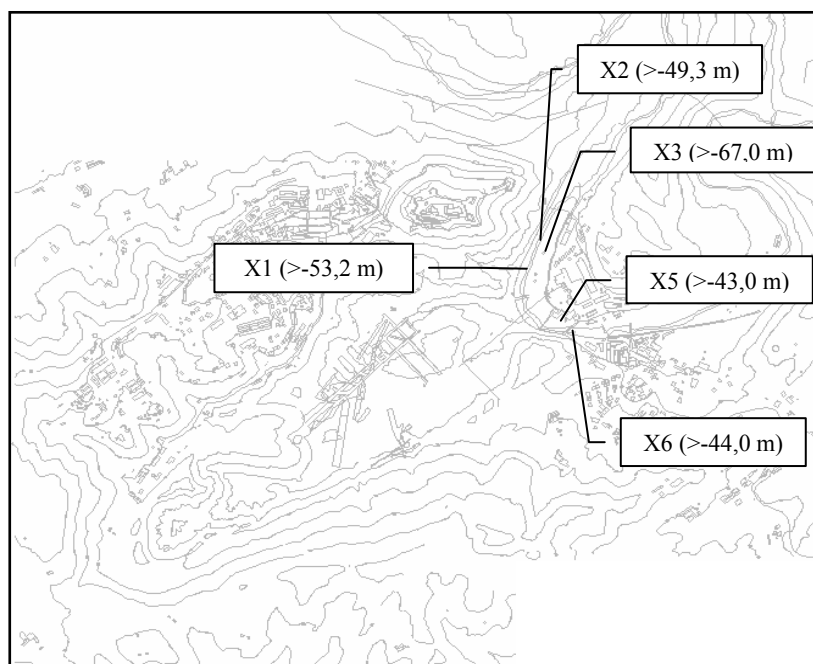 X2 (>-49,3 m)
X3 (>-67,0 m)
X1 (>-53,2 m)
X5 (>-43,0 m)
X6 (>-44,0 m)